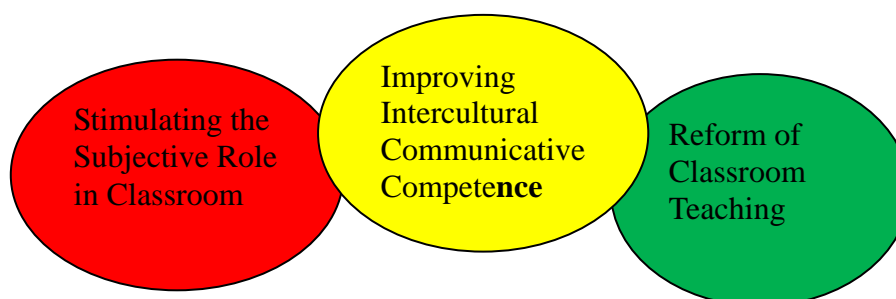 Stimulating the
Subjective Role
in Classroom
Improving
Intercultural
Communicative
Competence
Reform of
Classroom
Teaching